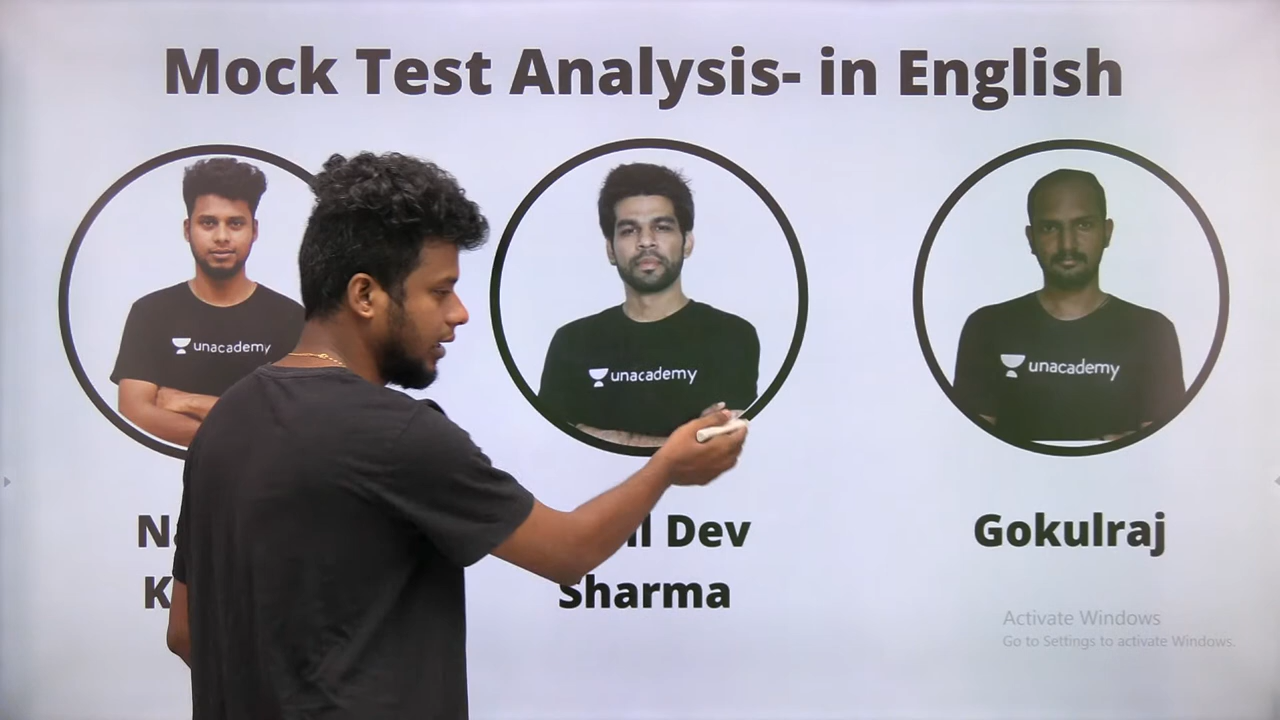 Mock Test Analysis- in English
unacademy
unacademy
unacademy
Dev
Gokulraj
Sharma
Activate Windows
Go to Settings to activate Windows.